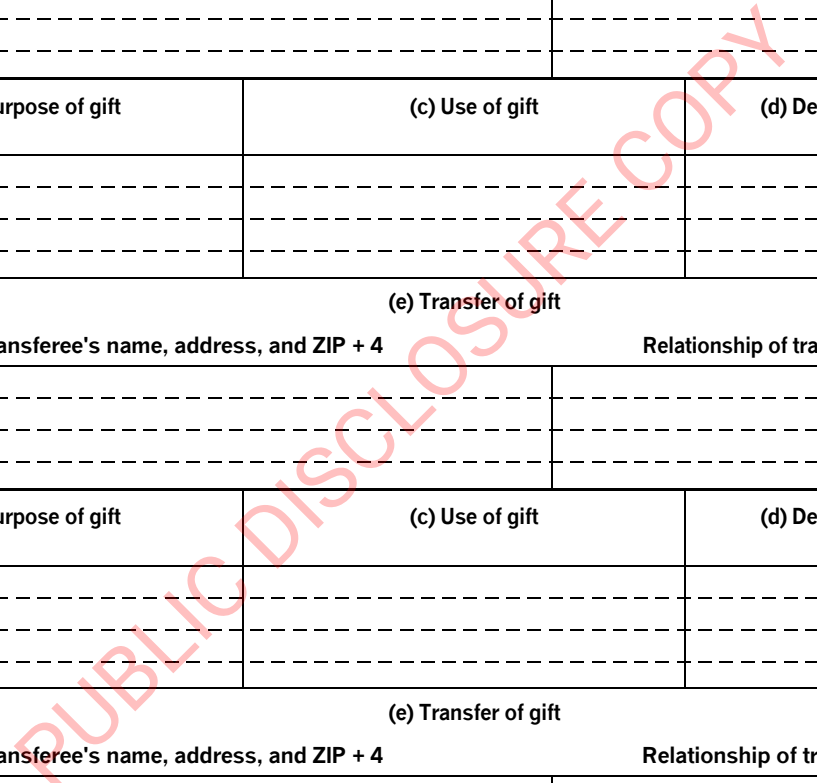 urpose of gift (c) Use of gift (d) De
(e) Transfer of gift
ansferee's name, address, and ZIP + 4 Relationship of tra
urpose of gift (c) Use of gift (d) De
(e) Transfer of gift
ansferee's name, address, and ZIP + 4 Relationship of tr
PUBLIC DISCLOSURE COPY